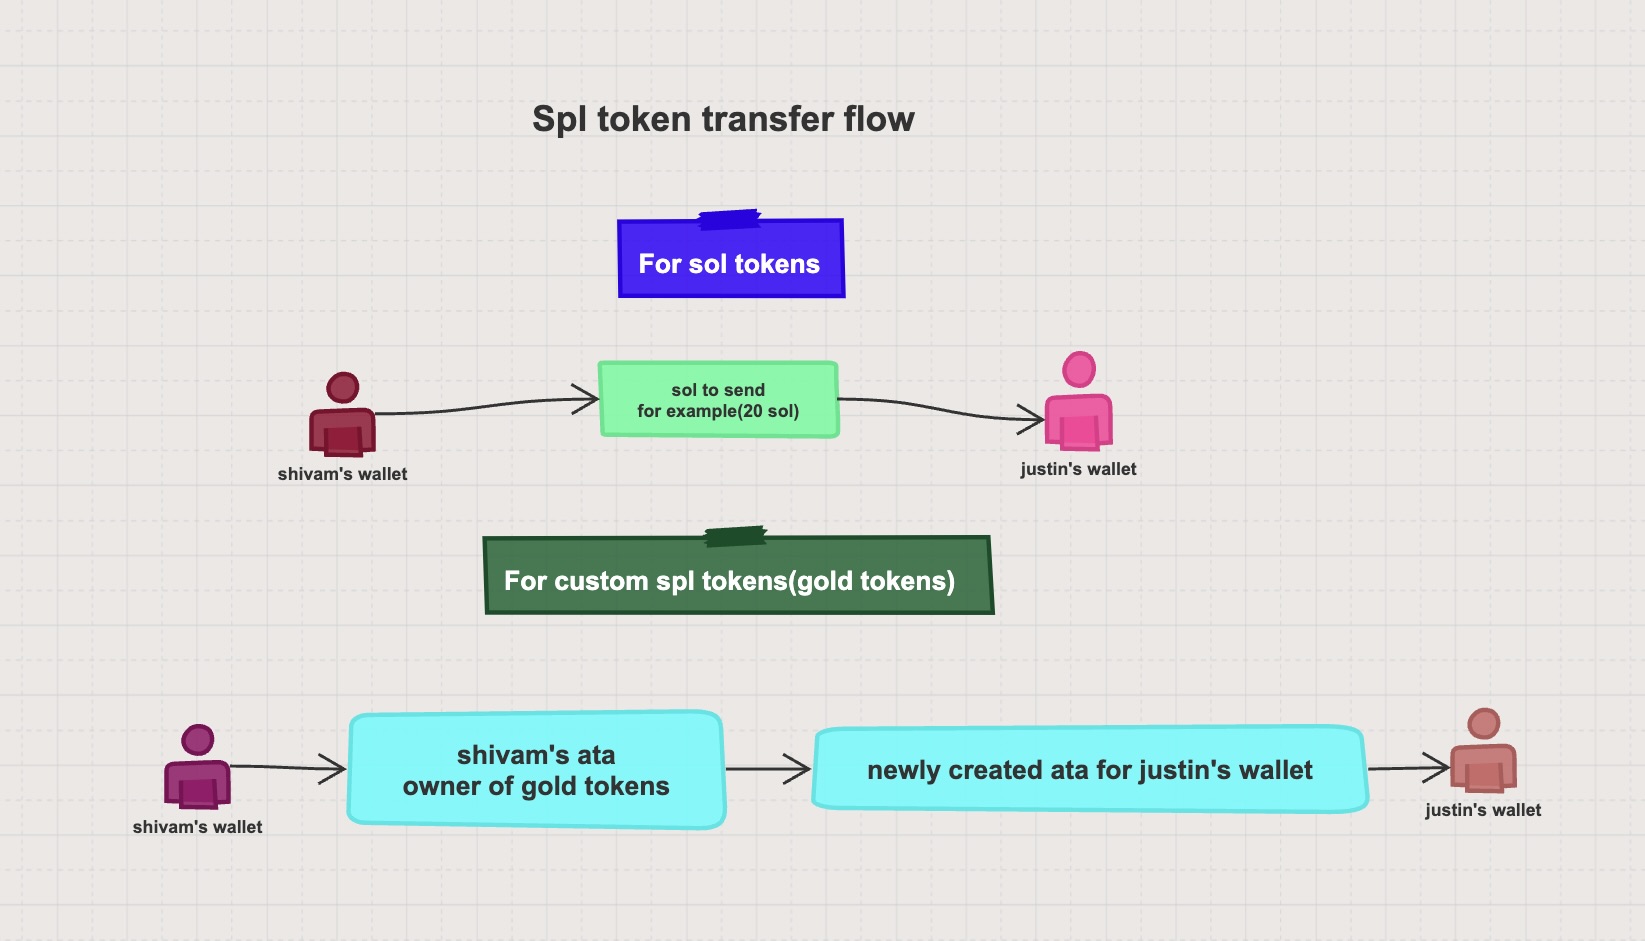 Spl token transfer flow
For sol tokens
sol to send
for example(20 sol)
shivam's wallet
justin's wallet
For custom spl tokens(gold tokens)
shivam's ata
owner of gold tokens
newly created ata for justin's wallet
shivam's wallet
justin's wallet